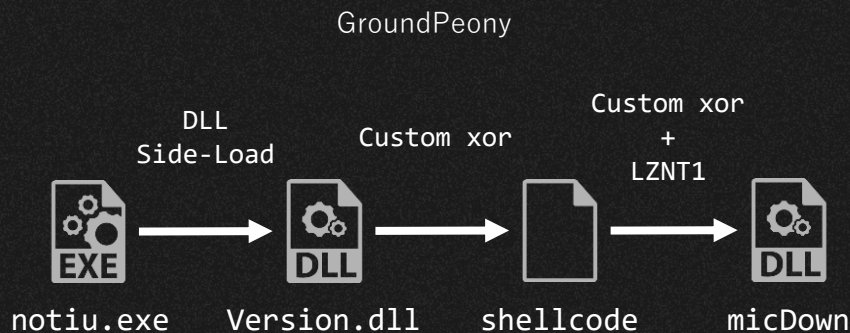 GroundPeony
DLL
Side-Load
Custom xor
Custom xor
+
LZNT1
EXE
DLL
DLL
notiu.exe
Version.dll
shellcode
micDown